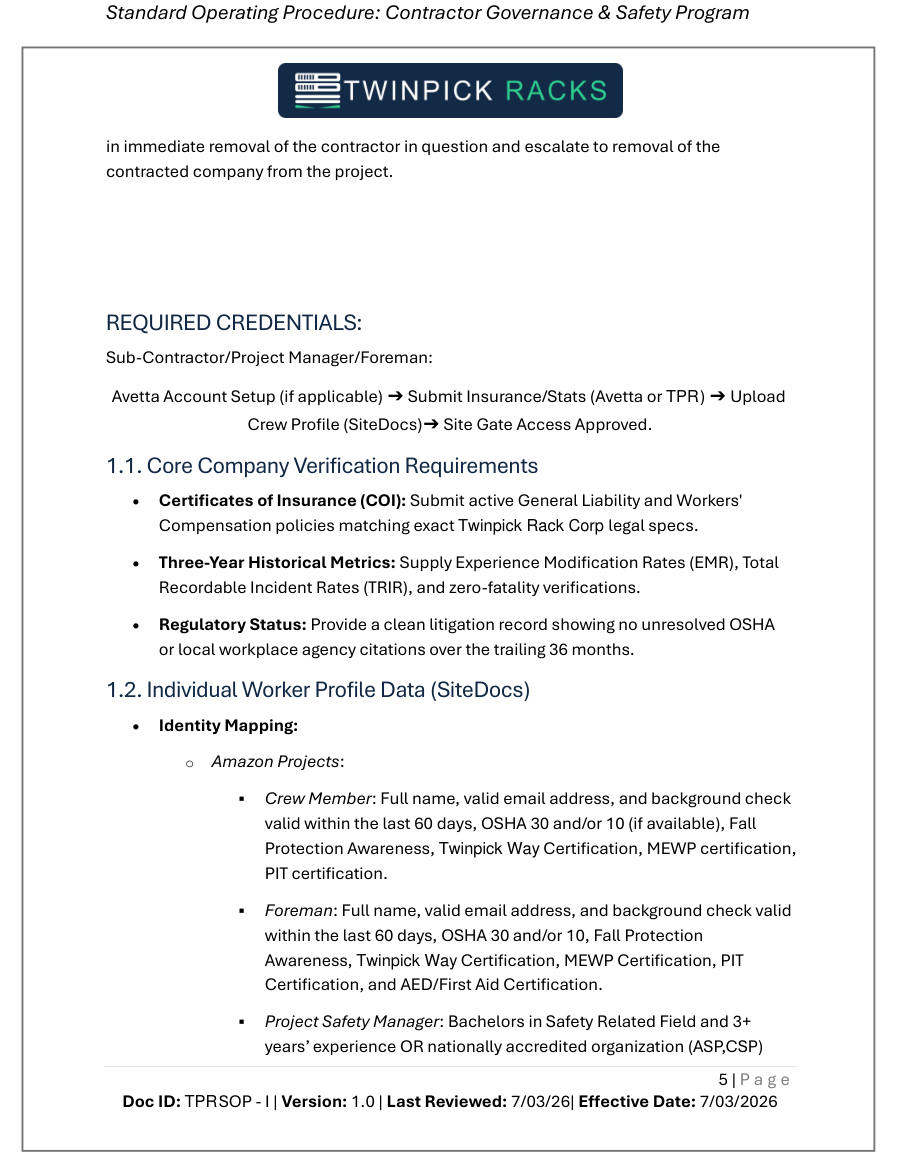 Standard Operating Procedure: Contractor Governance & Safety Program
TWINPICK RACKS
in immediate removal of the contractor in question and escalate to removal of the
contracted company from the project.
REQUIRED CREDENTIALS:
Sub-Contractor/Project Manager/Foreman:
Avetta Account Setup (if applicable) ➔ Submit Insurance/Stats (Avetta or TPR) ➔ Upload
Crew Profile (SiteDocs)➔ Site Gate Access Approved.
1.1. Core Company Verification Requirements
• Certificates of Insurance (COI): Submit active General Liability and Workers'
Compensation policies matching exact Twinpick Rack Corp legal specs.
• Three-Year Historical Metrics: Supply Experience Modification Rates (EMR), Total
Recordable Incident Rates (TRIR), and zero-fatality verifications.
• Regulatory Status: Provide a clean litigation record showing no unresolved OSHA
or local workplace agency citations over the trailing 36 months.
1.2. Individual Worker Profile Data (SiteDocs)
• Identity Mapping:
○ Amazon Projects:
▪ Crew Member: Full name, valid email address, and background check
valid within the last 60 days, OSHA 30 and/or 10 (if available), Fall
Protection Awareness, Twinpick Way Certification, MEWP certification,
PIT certification.
▪ Foreman: Full name, valid email address, and background check valid
within the last 60 days, OSHA 30 and/or 10, Fall Protection
Awareness, Twinpick Way Certification, MEWP Certification, PIT
Certification, and AED/First Aid Certification.
▪ Project Safety Manager: Bachelors in Safety Related Field and 3+
years’ experience OR nationally accredited organization (ASP,CSP)
5 | Page
Doc ID: TPRSOP - I | Version: 1.0 | Last Reviewed: 7/03/26| Effective Date: 7/03/2026